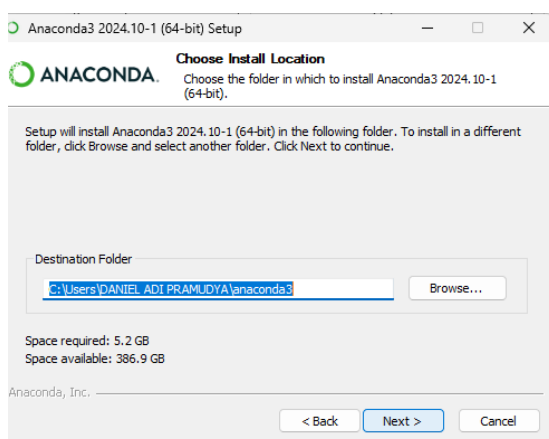 Anaconda3 2024.10-1 (64-bit) Setup
ANACONDA.
Choose Install Location
Choose the folder in which to install Anaconda3 2024.10-1
(64-bit).
Setup will install Anaconda3 2024.10-1 (64-bit) in the following folder. To install in a different
folder, click Browse and select another folder. Click Next to continue.
Destination Folder
C:\Users\DANIEL ADI PRAMUDYA\anaconda3
Browse...
Space required: 5.2 GB
Space available: 386.9 GB
Anaconda, Inc.
< Back Next > Cancel